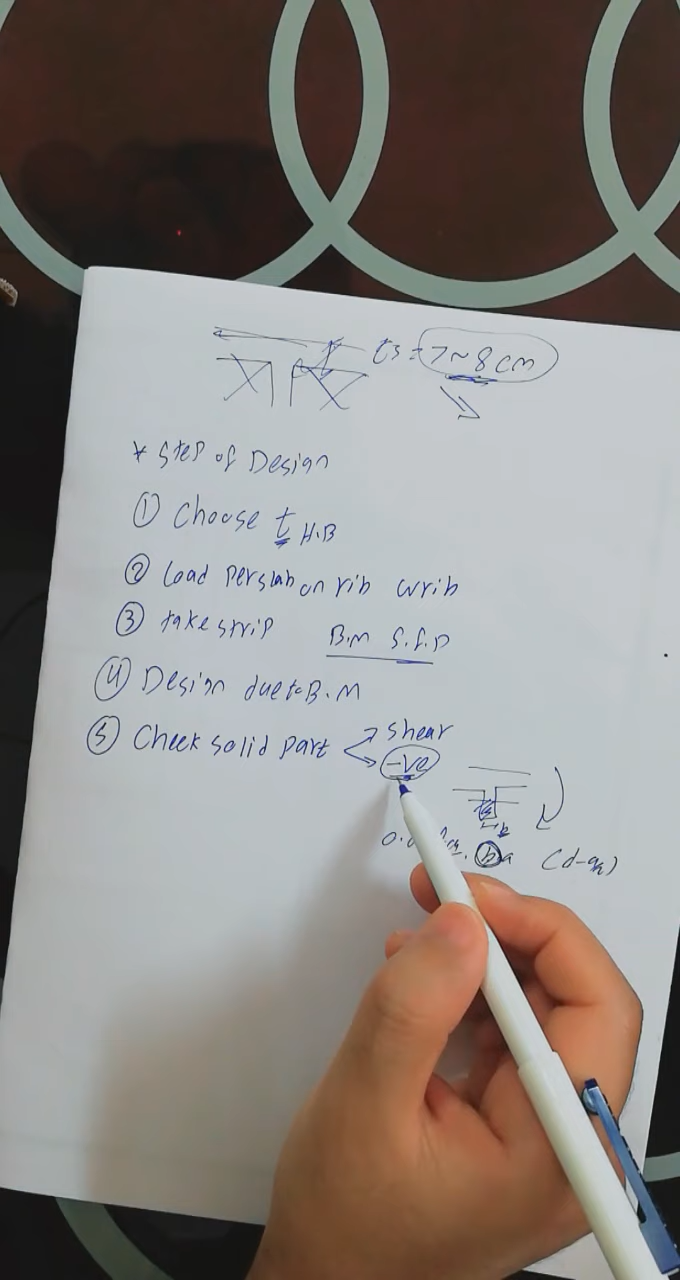 ts = 7~8 cm
* Step of Design
① Choose t H.B
② Load per slab on rib wrib
③ take strip B.M S.F.D
④ Design due to B.M
⑤ Check solid part shear
-ve
b
b a (d-a/2)